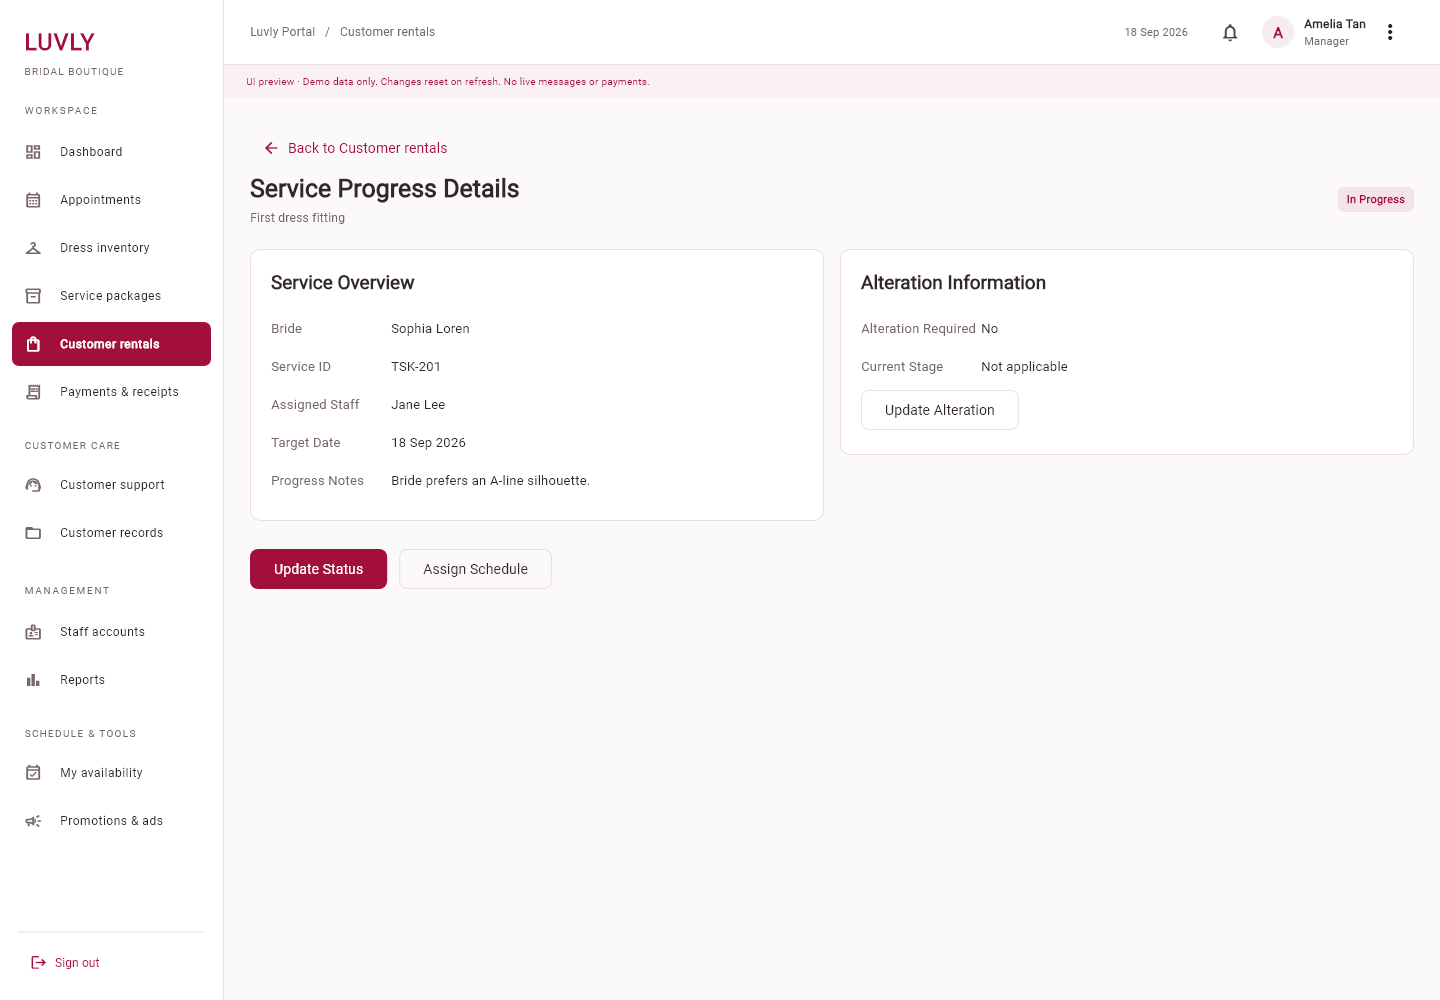 LUVLY
BRIDAL BOUTIQUE
WORKSPACE
Dashboard
Appointments
Dress inventory
Service packages
Customer rentals
Payments & receipts
CUSTOMER CARE
Customer support
Customer records
MANAGEMENT
Staff accounts
Reports
SCHEDULE & TOOLS
My availability
Promotions & ads
Sign out
Luvly Portal / Customer rentals
18 Sep 2026
A
Amelia Tan
Manager
UI preview · Demo data only. Changes reset on refresh. No live messages or payments.
Back to Customer rentals
Service Progress Details
First dress fitting
In Progress
Service Overview
Bride Sophia Loren
Service ID TSK-201
Assigned Staff Jane Lee
Target Date 18 Sep 2026
Progress Notes Bride prefers an A-line silhouette.
Alteration Information
Alteration Required No
Current Stage Not applicable
Update Alteration
Update Status
Assign Schedule